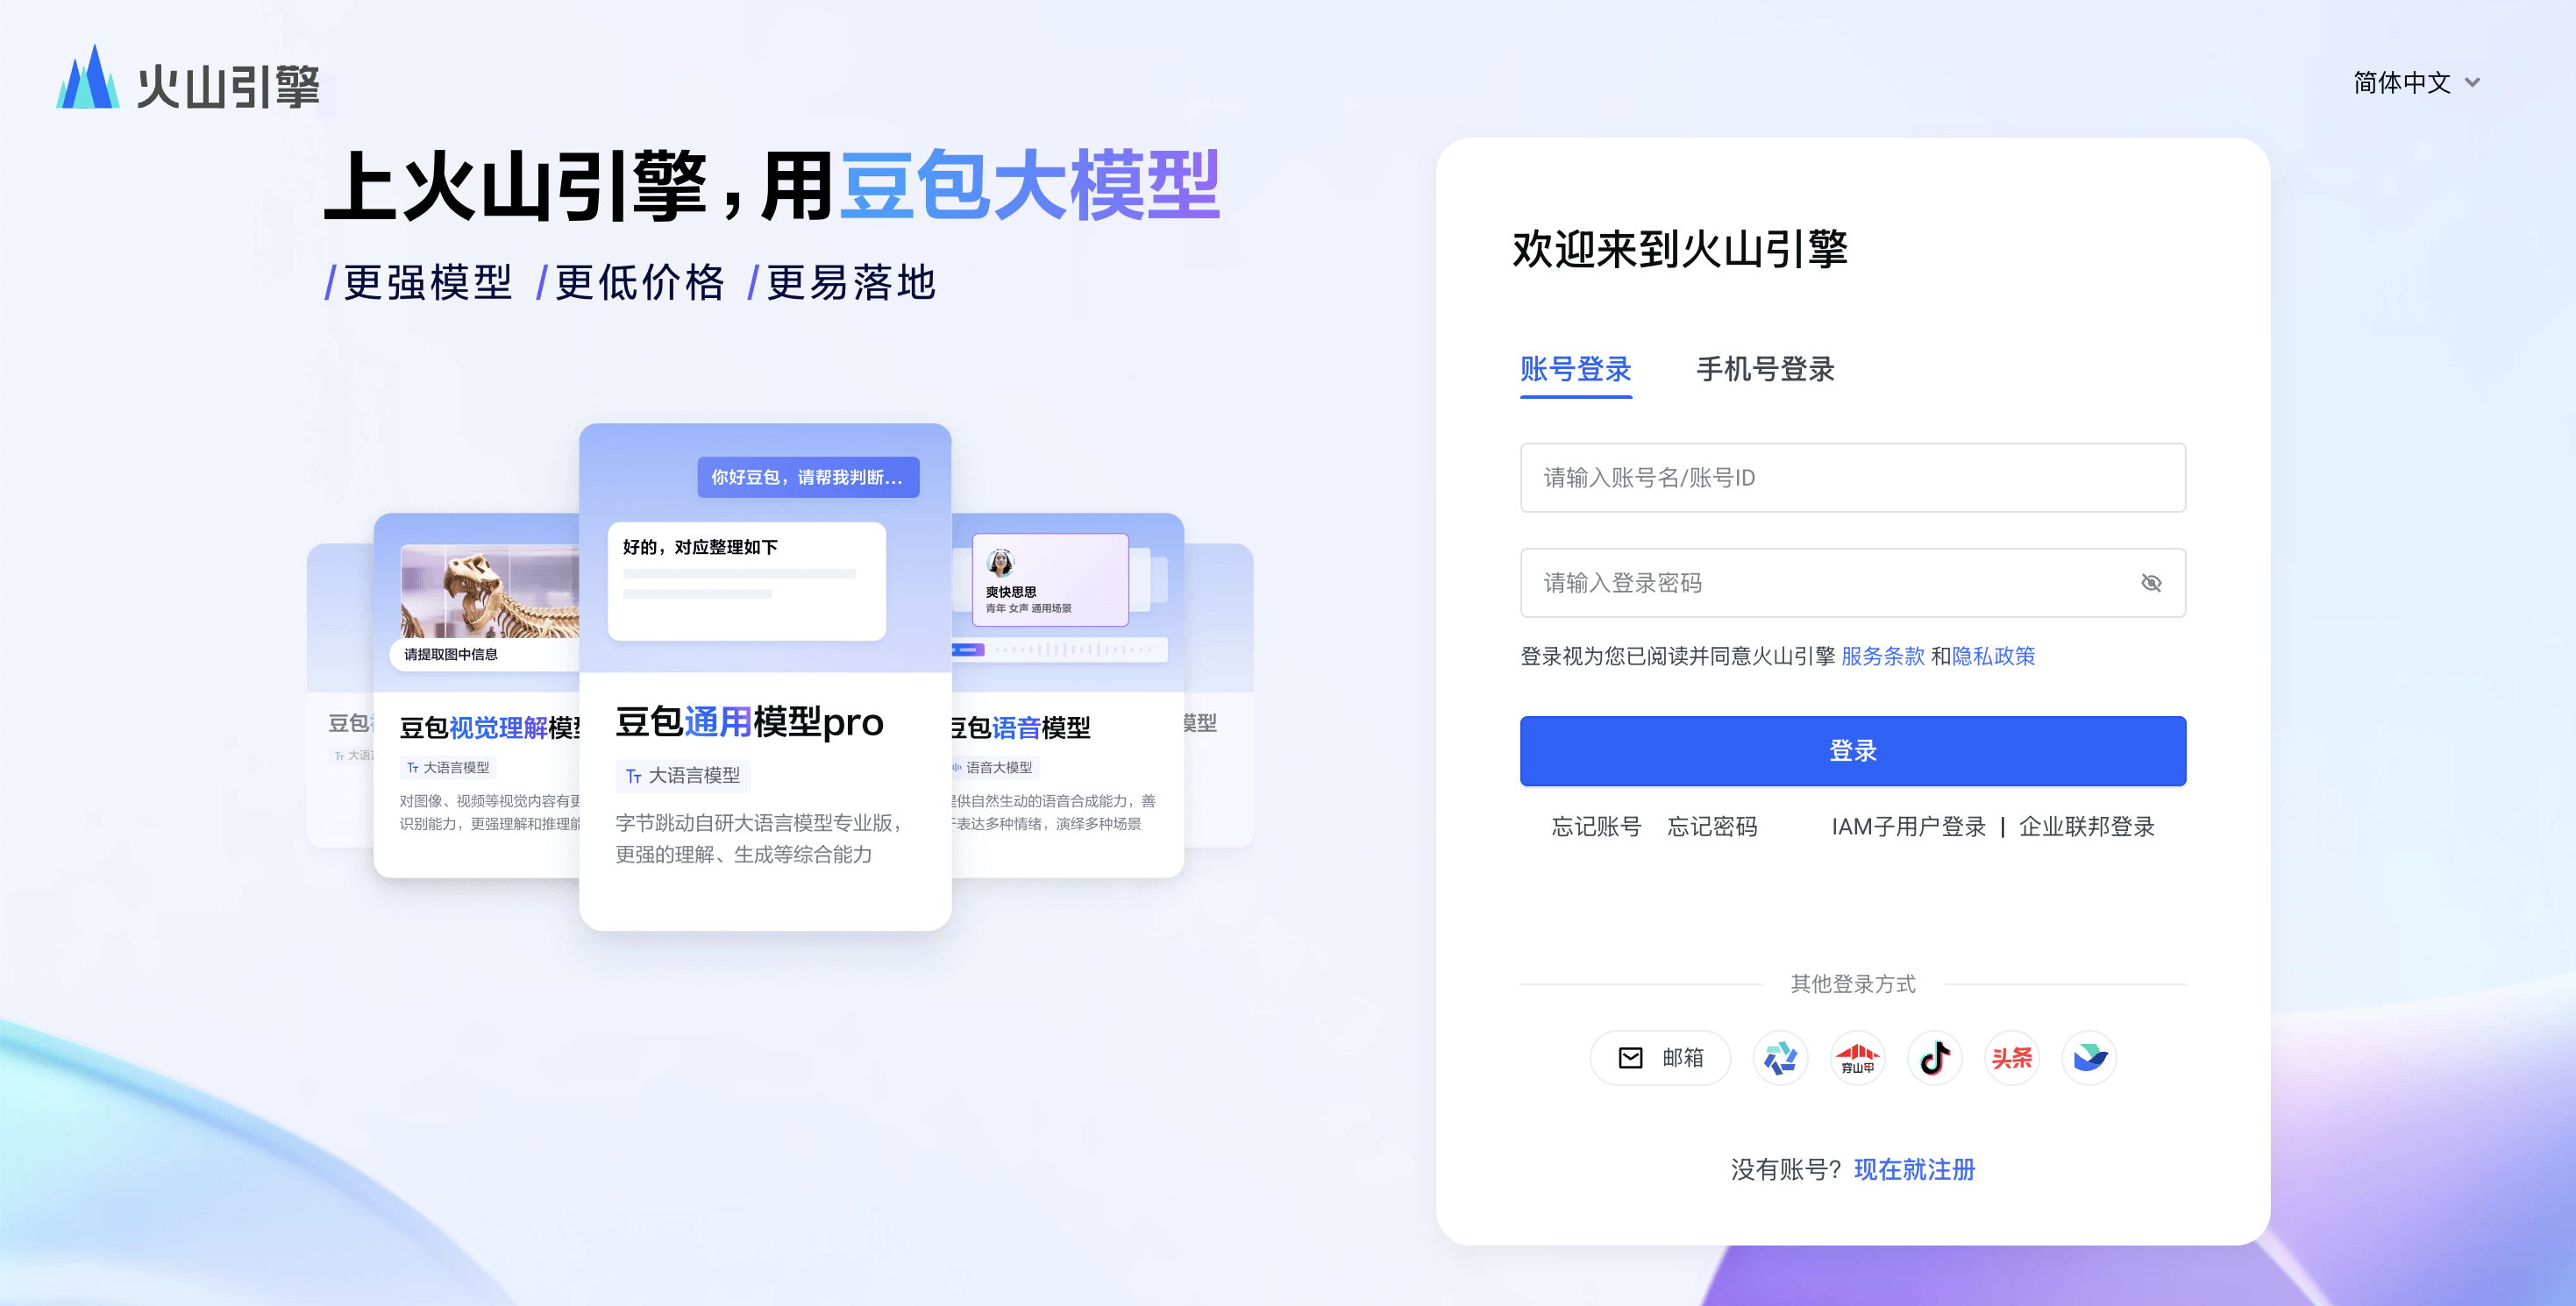 火山引擎
简体中文
上火山引擎，用豆包大模型
/更强模型 /更低价格 /更易落地
你好豆包，请帮我判断...
好的，对应整理如下
豆包通用模型pro
Tт 大语言模型
字节跳动自研大语言模型专业版，
更强的理解、生成等综合能力
请提取图中信息
豆包视觉理解模型
Tт 大语言模型
对图像、视频等视觉内容有更
识别能力，更强理解和推理能
爽快思思
青年 女声 通用场景
豆包语音模型
语音大模型
提供自然生动的语音合成能力，善
于表达多种情绪，演绎多种场景
豆包
Tт 大语言
模型
欢迎来到火山引擎
账号登录 手机号登录
请输入账号名/账号ID
请输入登录密码
登录视为您已阅读并同意火山引擎 服务条款 和隐私政策
登录
忘记账号 忘记密码 IAM子用户登录 | 企业联邦登录
其他登录方式
邮箱
穿山甲
头条
没有账号? 现在就注册